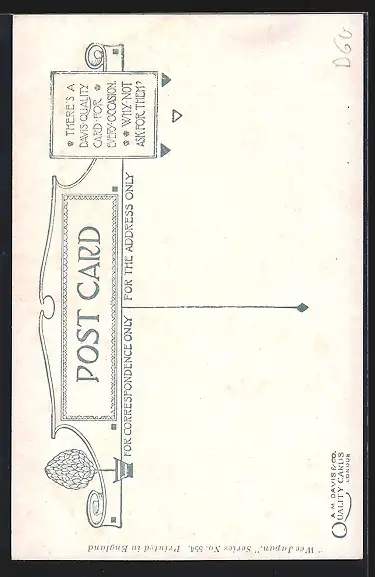 THERE'S A
DAVIS·QUALITY
CARD·FOR
EVERY·OCCASION.
WHY·NOT
ASK·FOR·THEM?
POST CARD
FOR CORRESPONDENCE ONLY
FOR THE ADDRESS ONLY
A.M. DAVIS & CO.
QUALITY CARDS
LONDON
"Wee Japan," Series No. 554. Printed in England
D60